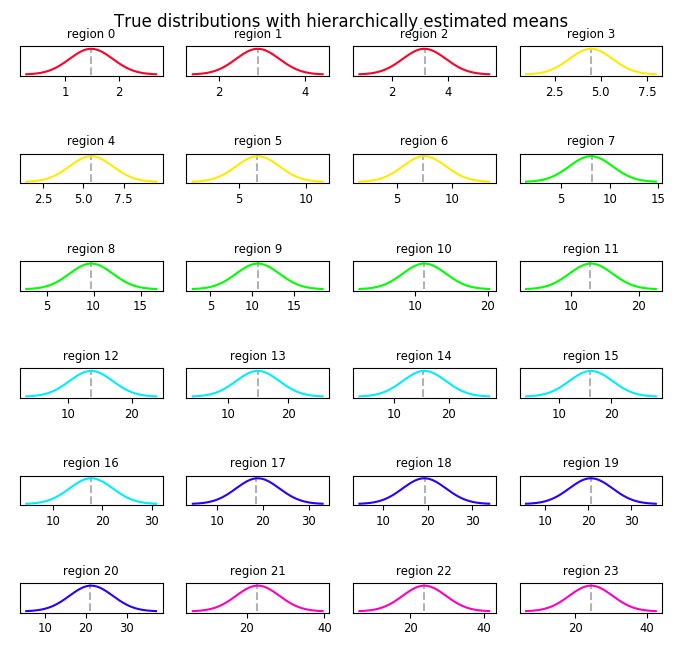 True distributions with hierarchically estimated means
region 0 region 1 region 2 region 3
1 2 2 4 2 4 2.5 5.0 7.5
region 4 region 5 region 6 region 7
2.5 5.0 7.5 5 10 5 10 5 10 15
region 8 region 9 region 10 region 11
5 10 15 5 10 15 10 20 10 20
region 12 region 13 region 14 region 15
10 20 10 20 10 20 10 20
region 16 region 17 region 18 region 19
10 20 30 10 20 30 10 20 30 10 20 30
region 20 region 21 region 22 region 23
10 20 30 20 40 20 40 20 40